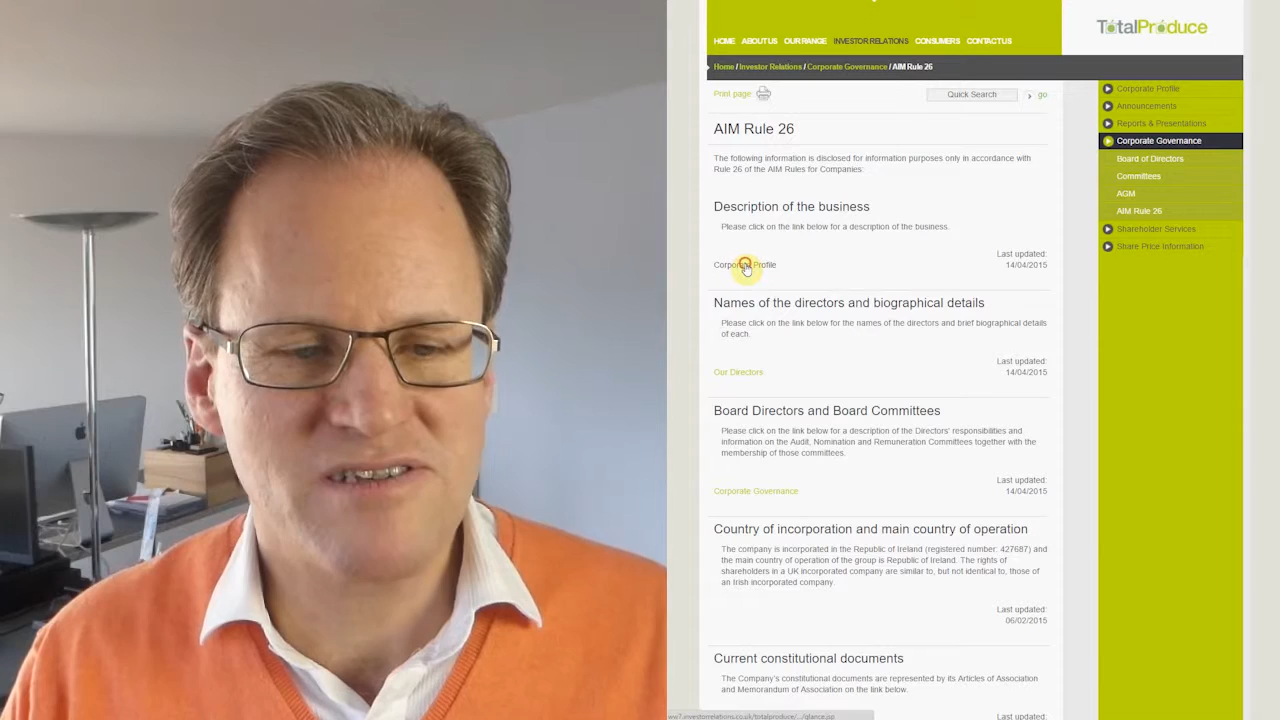 TotalProduce
HOME ABOUT US OUR RANGE INVESTOR RELATIONS CONSUMERS CONTACT US
Home / Investor Relations / Corporate Governance / AIM Rule 26
Print page:
Quick Search
go
AIM Rule 26
The following information is disclosed for information purposes only in accordance with
Rule 26 of the AIM Rules for Companies:
Description of the business
Please click on the link below for a description of the business.
Last updated:
Corporate Profile
14/04/2015
Names of the directors and biographical details
Please click on the link below for the names of the directors and brief biographical details
of each.
Last updated:
Our Directors
14/04/2015
Board Directors and Board Committees
Please click on the link below for a description of the Directors' responsibilities and
information on the Audit, Nomination and Remuneration Committees together with the
membership of those committees.
Last updated:
Corporate Governance
14/04/2015
Country of incorporation and main country of operation
The company is incorporated in the Republic of Ireland (registered number: 427687) and
the main country of operation of the group is Republic of Ireland. The rights of
shareholders in a UK incorporated company are similar to, but not identical to, those of
an Irish incorporated company.
Last updated:
06/02/2015
Current constitutional documents
The Company's constitutional documents are represented by its Articles of Association
and Memorandum of Association on the link below.
Last updated:
ww7.investorrelations.co.uk/totalproduce/.../glance.jsp
Corporate Profile
Announcements
Reports & Presentations
Corporate Governance
Board of Directors
Committees
AGM
AIM Rule 26
Shareholder Services
Share Price Information